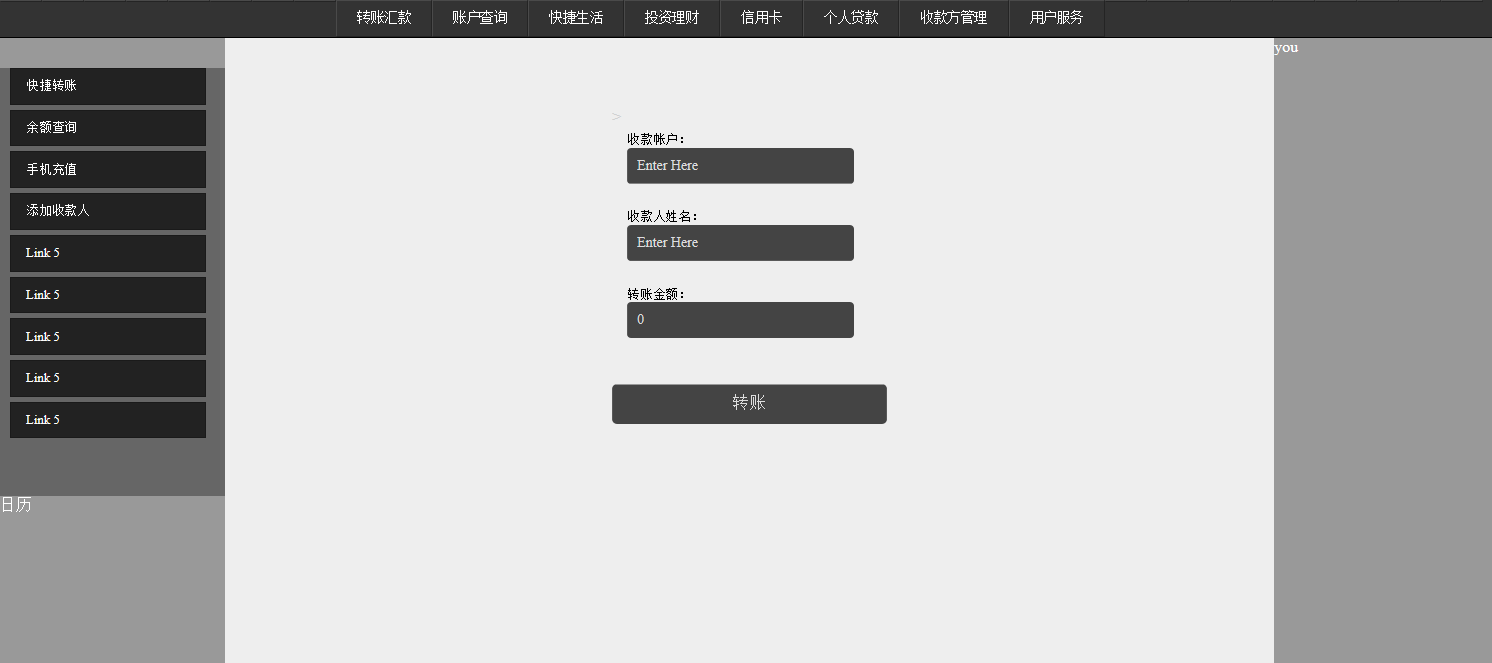 转账汇款 账户查询 快捷生活 投资理财 信用卡 个人贷款 收款方管理 用户服务
you
快捷转账
余额查询
手机充值
添加收款人
Link 5
Link 5
Link 5
Link 5
Link 5
日历
>
收款帐户：
Enter Here
收款人姓名：
Enter Here
转账金额：
0
转账